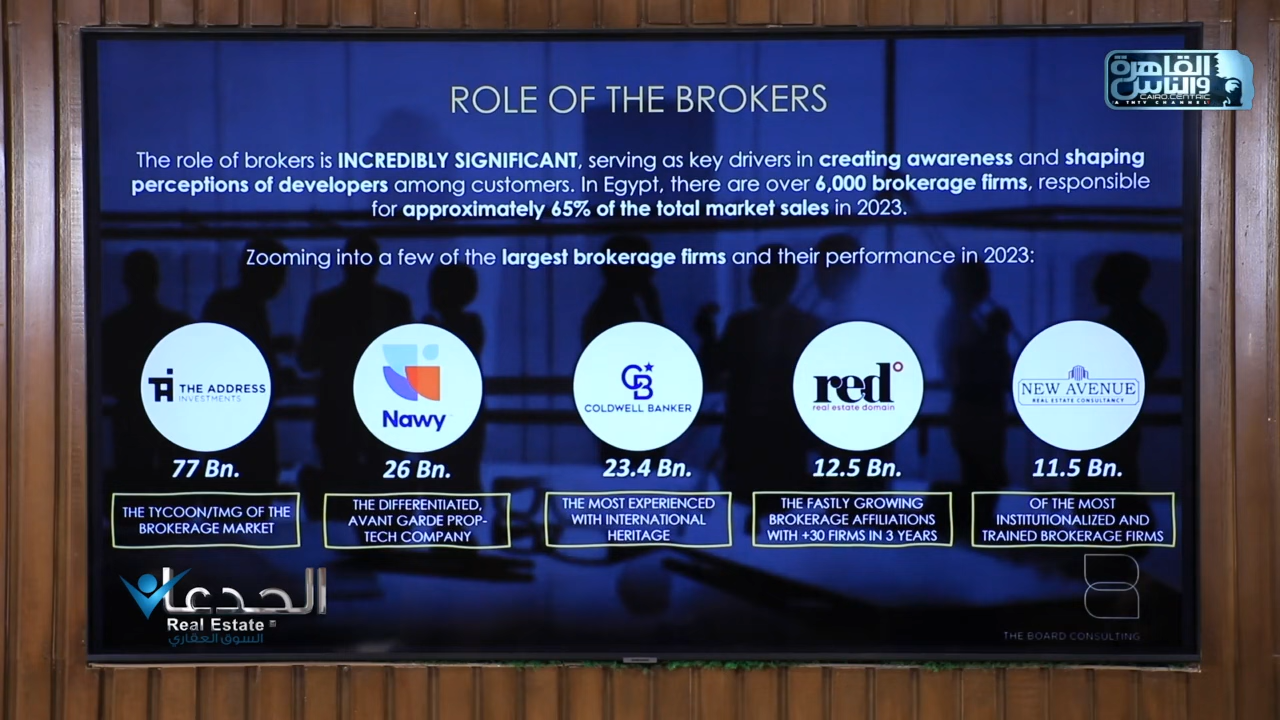 القاهرة
والناس
CAIRO.CENTRIC
A TNTV CHANNEL
ROLE OF THE BROKERS
The role of brokers is INCREDIBLY SIGNIFICANT, serving as key drivers in creating awareness and shaping
perceptions of developers among customers. In Egypt, there are over 6,000 brokerage firms, responsible
for approximately 65% of the total market sales in 2023.
Zooming into a few of the largest brokerage firms and their performance in 2023:
THE ADDRESS
INVESTMENTS
77 Bn.
THE TYCOON/TMG OF THE
BROKERAGE MARKET
Nawy
26 Bn.
THE DIFFERENTIATED,
AVANT GARDE PROP-
TECH COMPANY
CB
COLDWELL BANKER
23.4 Bn.
THE MOST EXPERIENCED
WITH INTERNATIONAL
HERITAGE
red
real estate domain
12.5 Bn.
THE FASTLY GROWING
BROKERAGE AFFILIATIONS
WITH +30 FIRMS IN 3 YEARS
NEW AVENUE
REAL ESTATE CONSULTANCY
11.5 Bn.
OF THE MOST
INSTITUTIONALIZED AND
TRAINED BROKERAGE FIRMS
الجدعان
Real Estate
السوق العقاري
THE BOARD CONSULTING